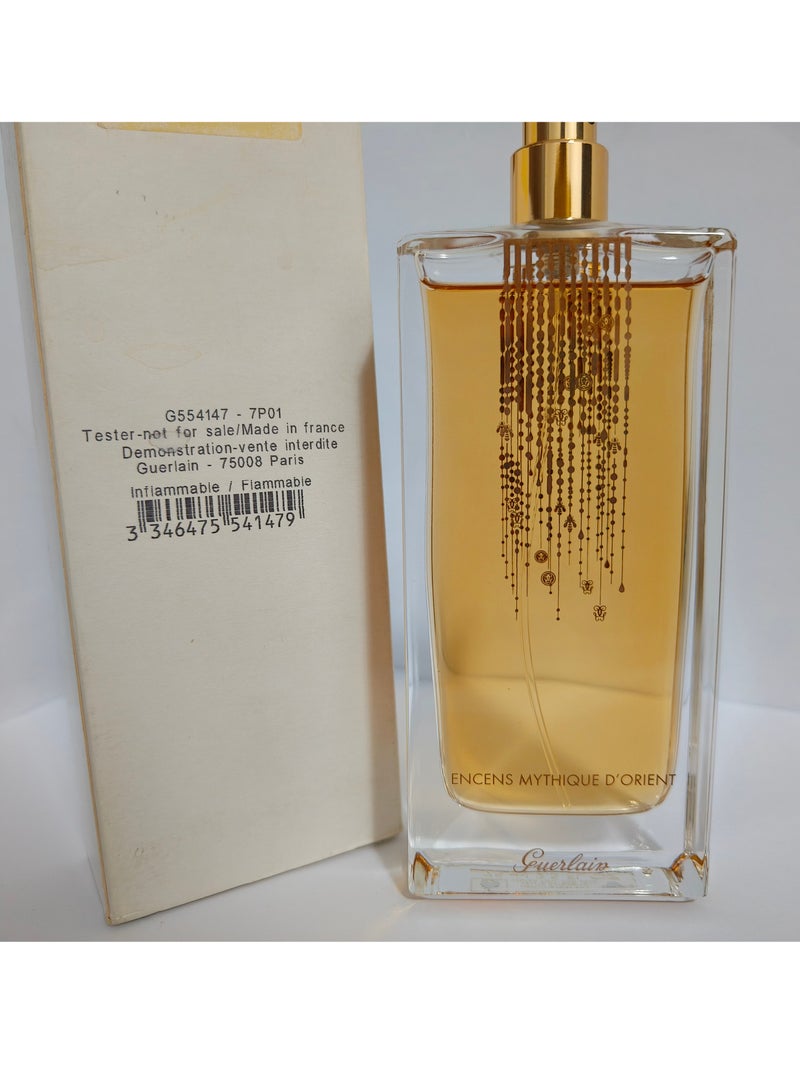 G554147 - 7P01
Tester-not for sale/Made in france
Demonstration-vente interdite
Guerlain - 75008 Paris
Inflammable / Flammable
3 346475 541479
ENCENS MYTHIQUE D'ORIENT
Guerlain